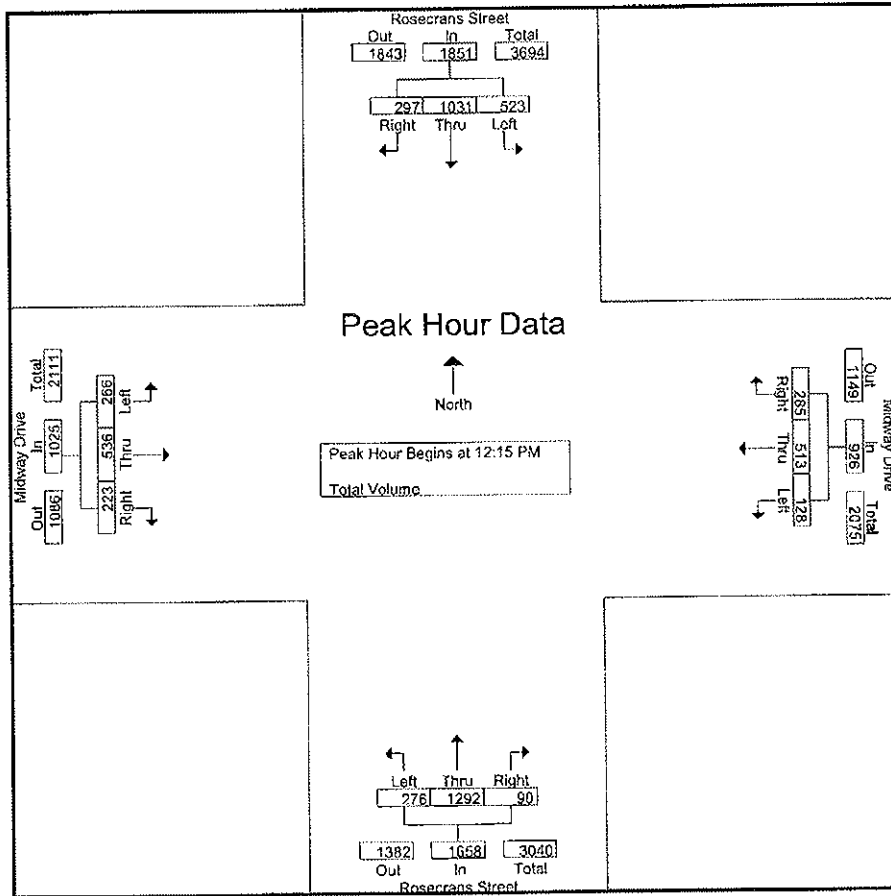 Rosecrans Street
Out In Total
1843 1851 3694
297 1031 523
Right Thru Left
Peak Hour Data
North
Peak Hour Begins at 12:15 PM
Total Volume
Midway Drive
Out In Total
1086 1025 2111
223 536 266
Right Thru Left
Midway Drive
Out In Total
1149 926 2075
285 513 128
Right Thru Left
Left Thru Right
276 1292 90
1382 1658 3040
Out In Total
Rosecrans Street